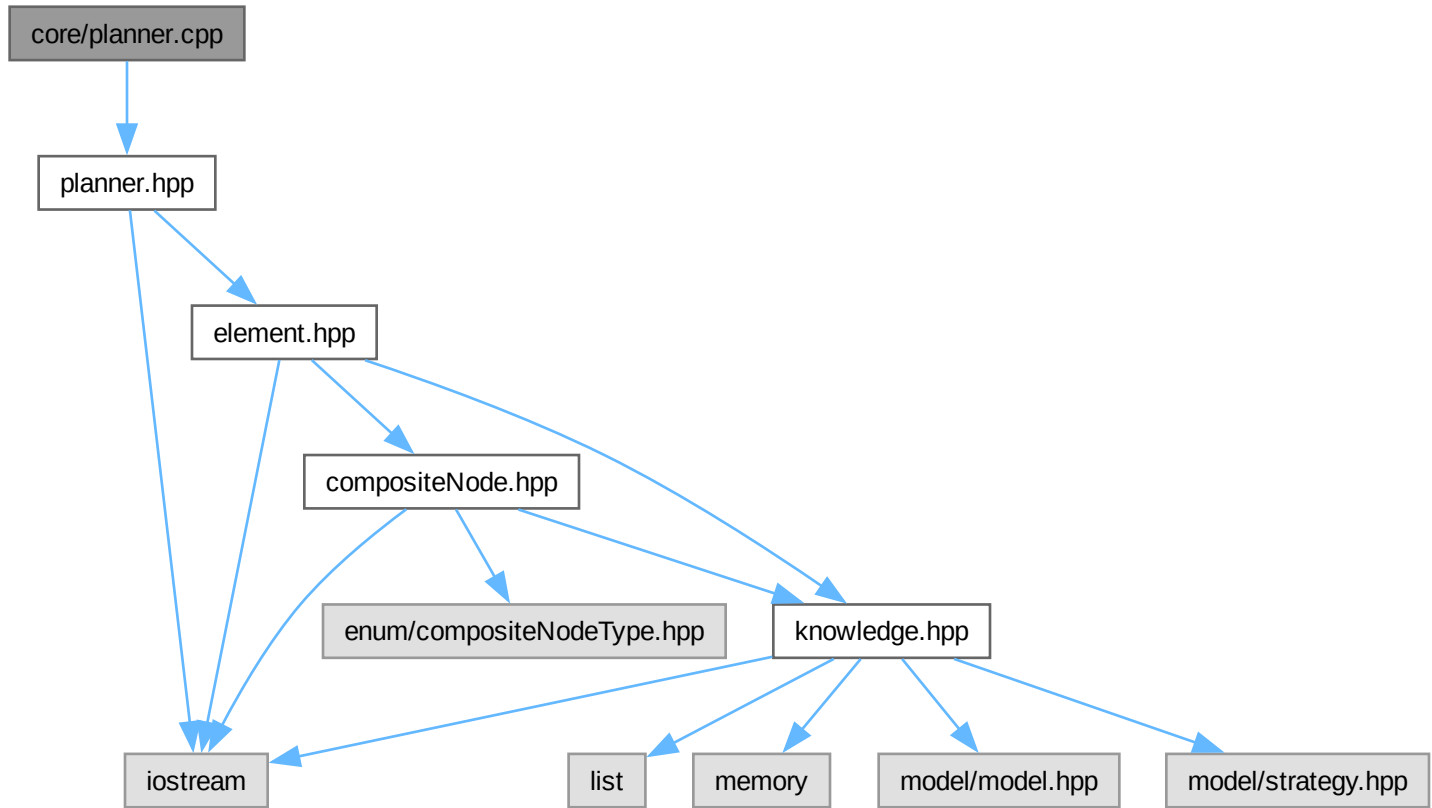 core/planner.cpp
planner.hpp
element.hpp
compositeNode.hpp
enum/compositeNodeType.hpp
knowledge.hpp
iostream
list
memory
model/model.hpp
model/strategy.hpp